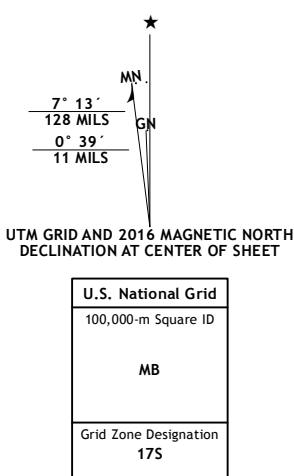 ★
MN
GN
7° 13´
128 MILS
0° 39´
11 MILS
UTM GRID AND 2016 MAGNETIC NORTH
DECLINATION AT CENTER OF SHEET
U.S. National Grid
100,000-m Square ID
MB
Grid Zone Designation
17S